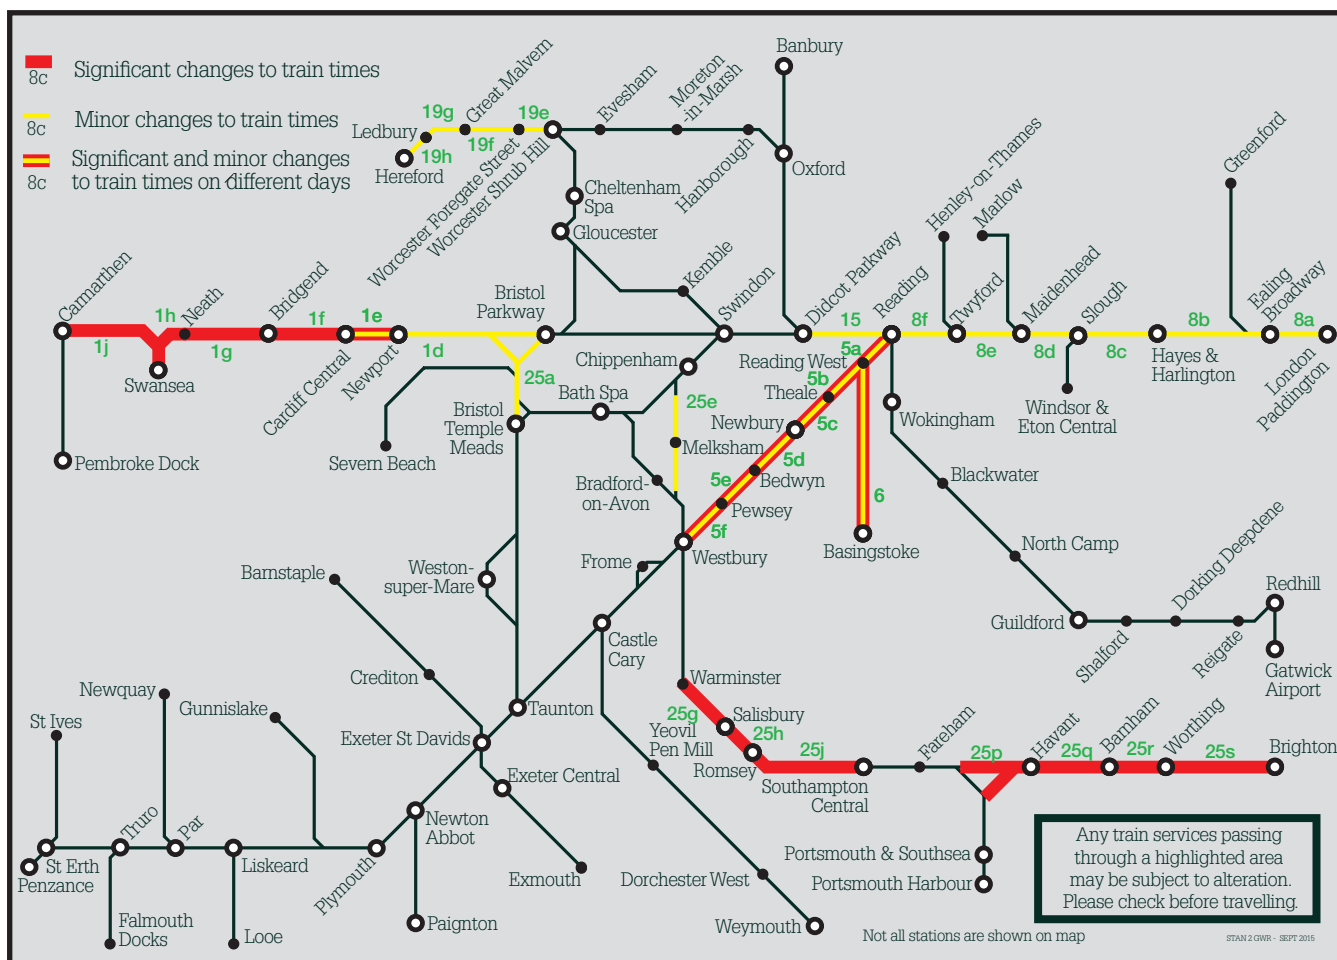 8c
Significant changes to train times
8c
Minor changes to train times
8c
Significant and minor changes
to train times on different days
Banbury
Great Malvern
Evesham
Moreton
-in-Marsh
19g
19e
Ledbury
19f
19h
Hereford
Worcester Foregate Street
Worcester Shrub Hill
Hanborough
Oxford
Cheltenham
Spa
Gloucester
Henley-on-Thames
Marlow
Greenford
Carmarthen
1h
Neath
Bridgend
1f
1e
Bristol
Parkway
Kemble
Swindon
Didcot Parkway
Reading
Twyford
Maidenhead
Slough
Ealing
Broadway
15
8f
8b
8a
1j
1g
Swansea
Cardiff Central
Newport
1d
25a
Chippenham
Reading West
5a
8e
8d
8c
Hayes &
Harlington
London
Paddington
Bath Spa
25e
Theale
5b
5c
Newbury
Wokingham
Windsor &
Eton Central
Bristol
Temple
Meads
Severn Beach
Melksham
Pembroke Dock
Bradford-
on-Avon
5d
5e
Bedwyn
Pewsey
5f
6
Blackwater
Westbury
Basingstoke
North Camp
Frome
Weston-
super-Mare
Barnstaple
Dorking Deepdene
Redhill
Guildford
Shalford
Reigate
Gatwick
Airport
Castle
Cary
Crediton
Warminster
Newquay
Gunnislake
St Ives
Taunton
25g
Salisbury
25h
Yeovil
Pen Mill
Romsey
25j
Southampton
Central
Fareham
25p
Havant
25q
Barnham
25r
Worthing
25s
Brighton
Exeter St Davids
Exeter Central
Newton
Abbot
Truro
Par
Liskeard
Plymouth
St Erth
Penzance
Exmouth
Dorchester West
Portsmouth & Southsea
Portsmouth Harbour
Falmouth
Docks
Looe
Paignton
Weymouth
Any train services passing
through a highlighted area
may be subject to alteration.
Please check before travelling.
Not all stations are shown on map
STAN 2 GWR - SEPT 2015